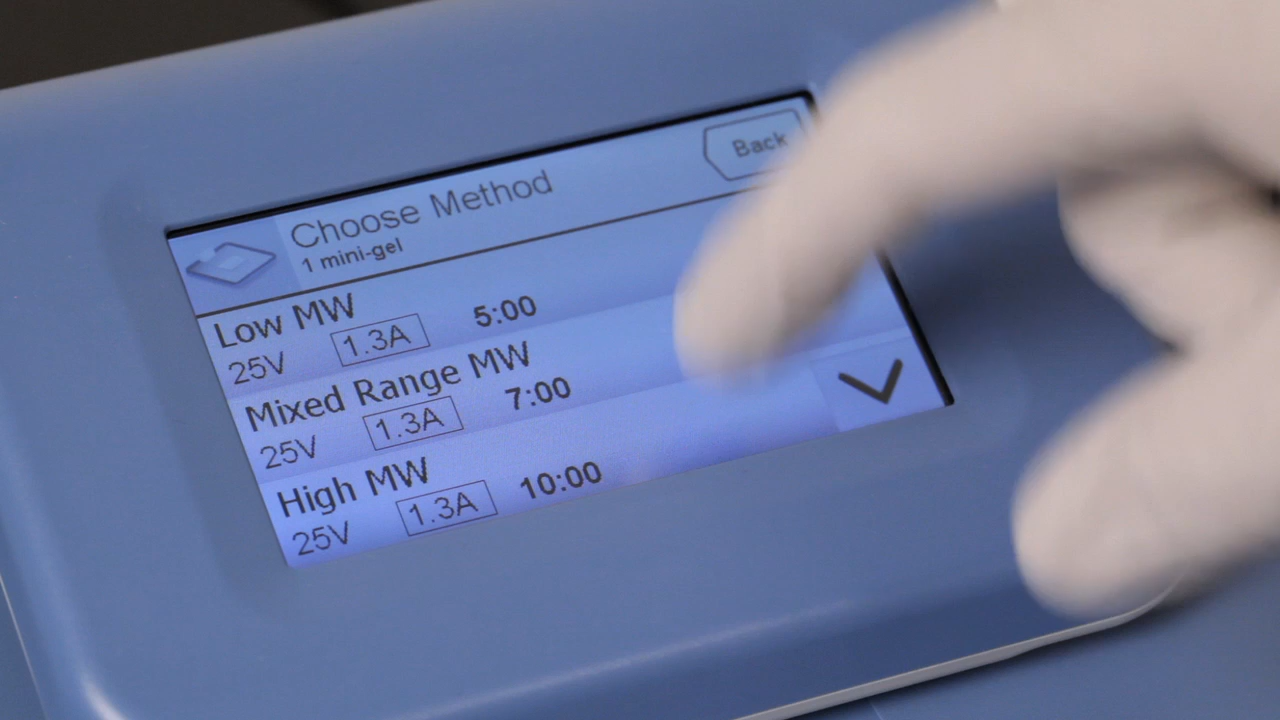 Back
Choose Method
1 mini-gel
Low MW
25V 1.3A 5:00
Mixed Range MW
25V 1.3A 7:00
High MW
25V 1.3A 10:00